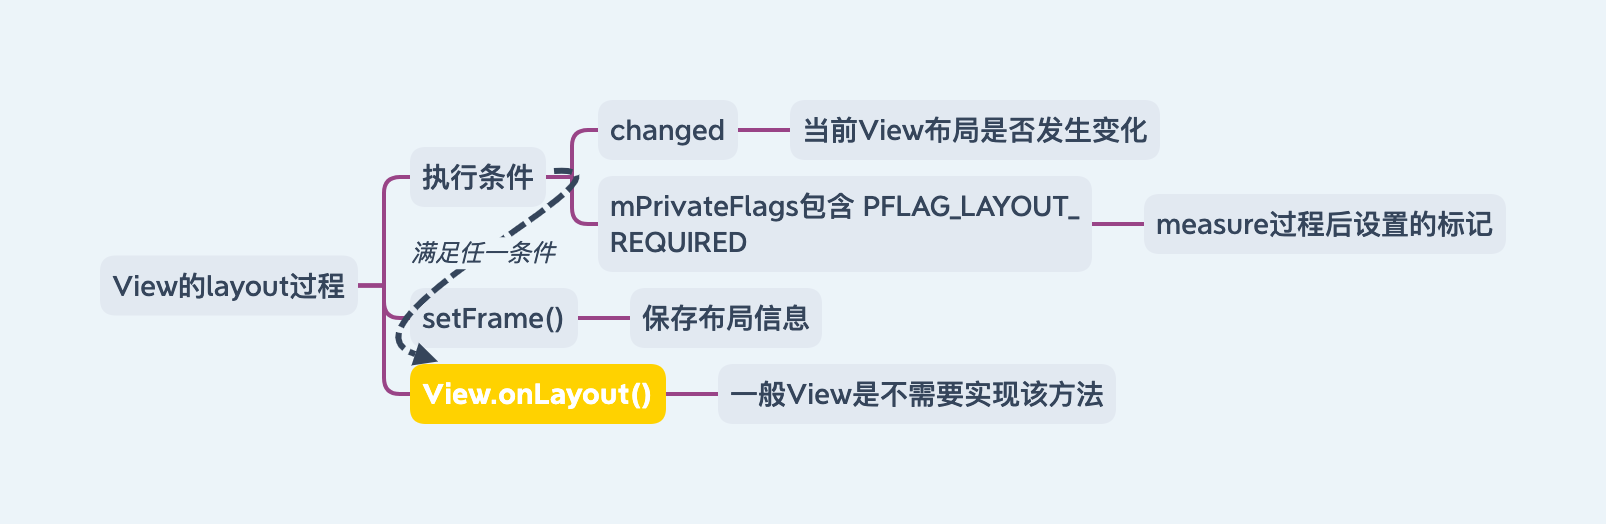 changed
当前View布局是否发生变化
执行条件
mPrivateFlags包含 PFLAG_LAYOUT_
REQUIRED
measure过程后设置的标记
满足任一条件
View的layout过程
setFrame()
保存布局信息
View.onLayout()
一般View是不需要实现该方法